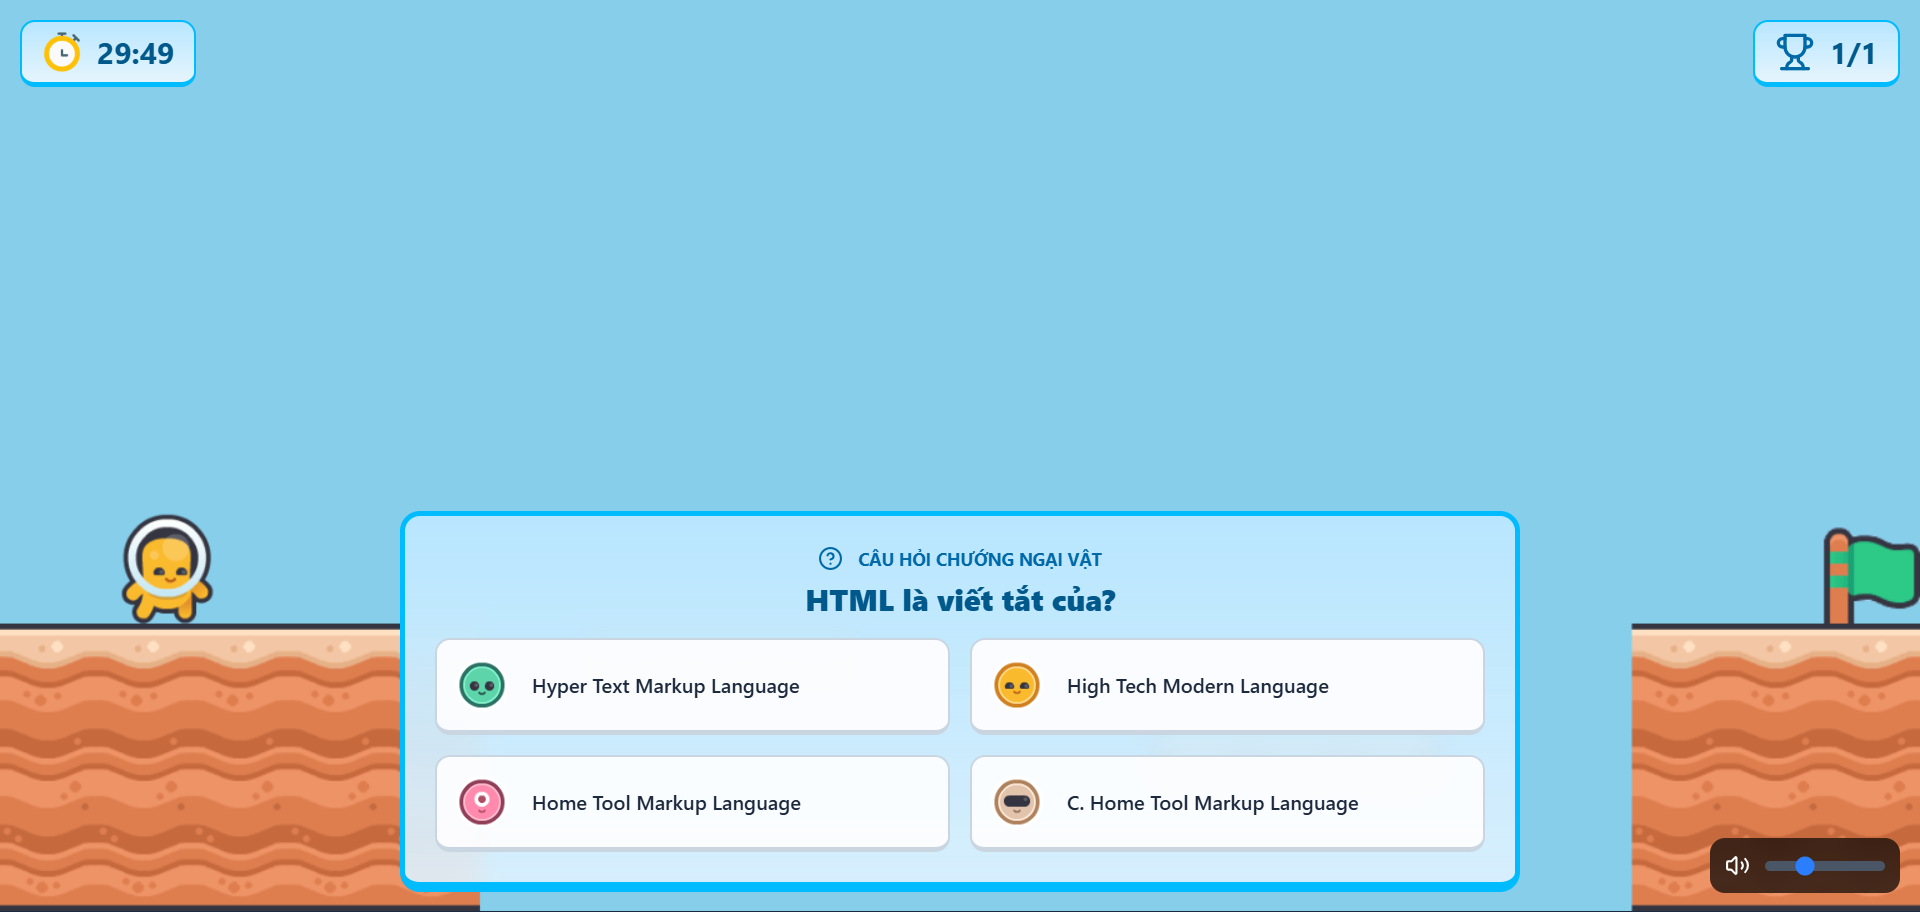 29:49
1/1
CÂU HỎI CHƯỚNG NGẠI VẬT
HTML là viết tắt của?
Hyper Text Markup Language
High Tech Modern Language
Home Tool Markup Language
C. Home Tool Markup Language